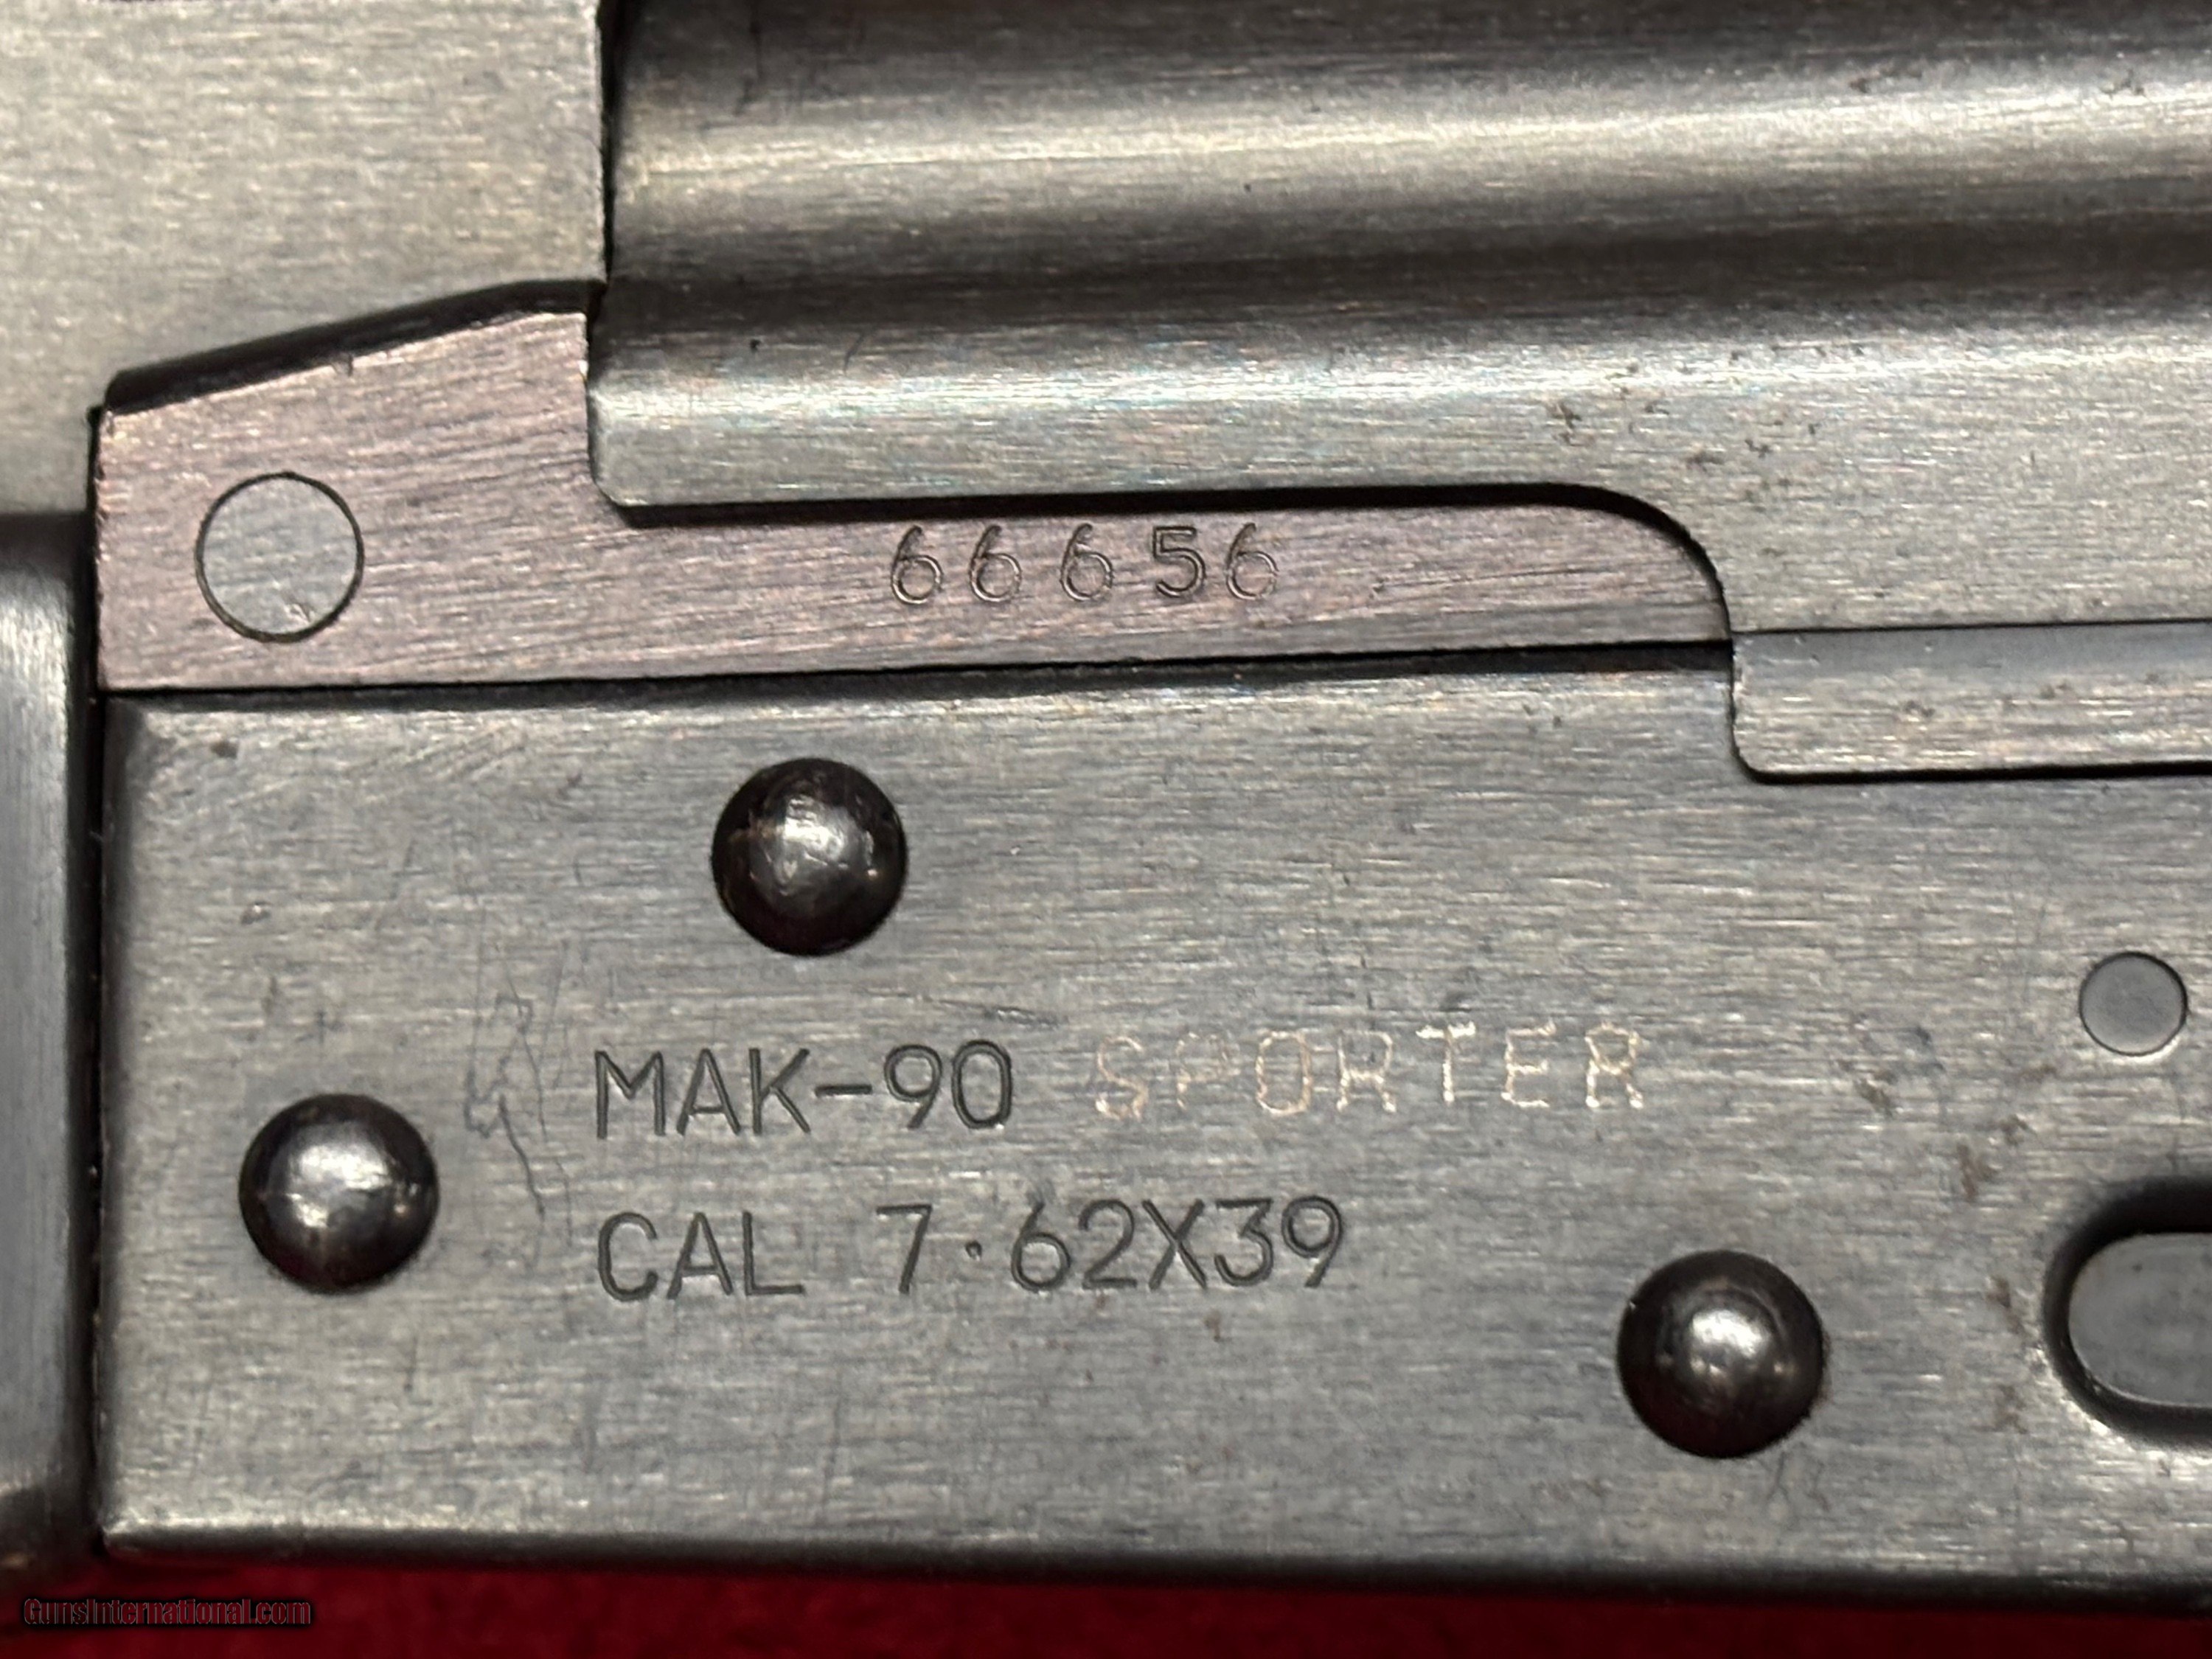 66656
MAK-90 SPORTER
CAL 7.62X39
GunsInternational.com